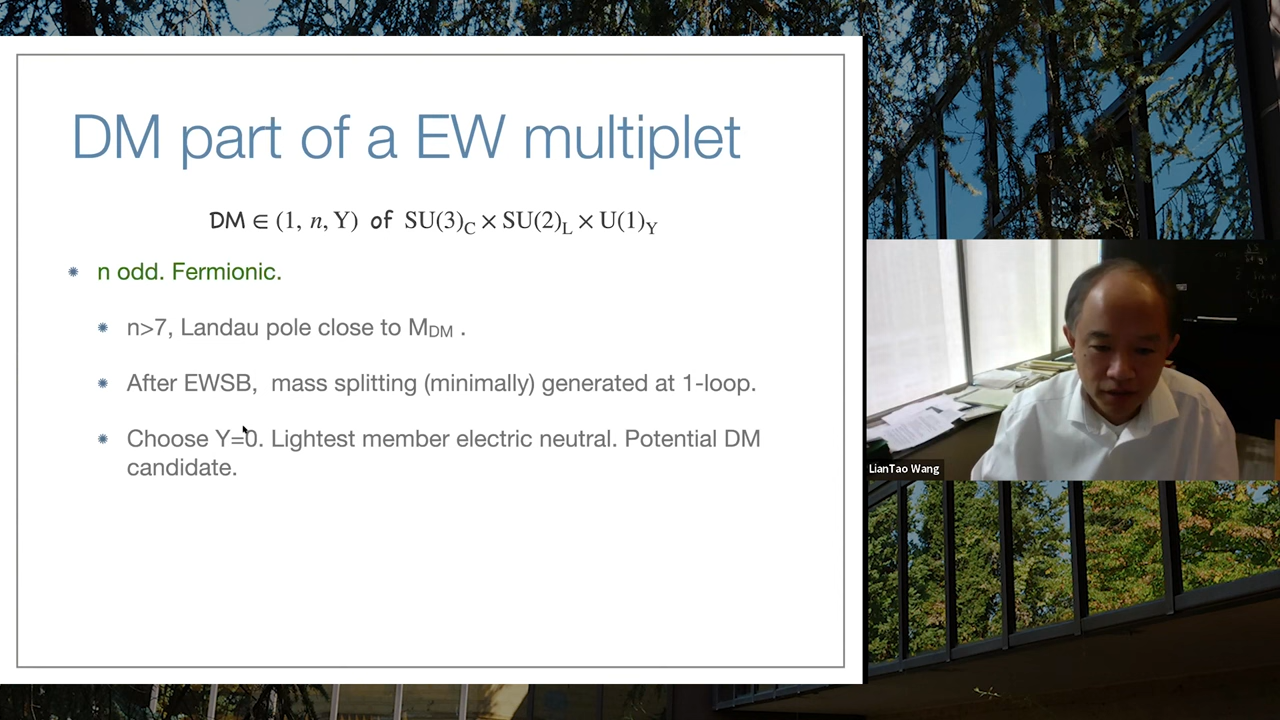 DM part of a EW multiplet
DM ∈ (1, n, Y) of SU(3)C × SU(2)L × U(1)Y
n odd. Fermionic.
n>7, Landau pole close to MDM .
After EWSB, mass splitting (minimally) generated at 1-loop.
Choose Y=0. Lightest member electric neutral. Potential DM
candidate.
LianTao Wang